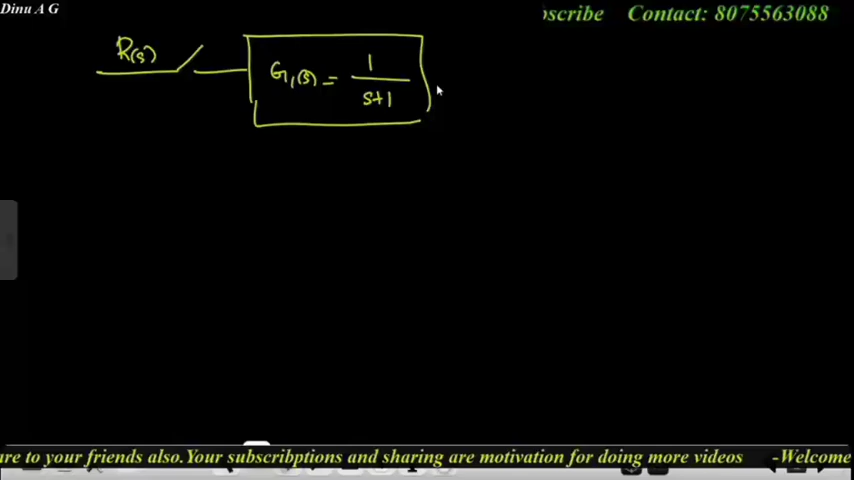 Dinu A G
scribe Contact: 8075563088
R(s)
G₁(s) = 1 / s+1
are to your friends also.Your subscribptions and sharing are motivation for doing more videos -Welcome